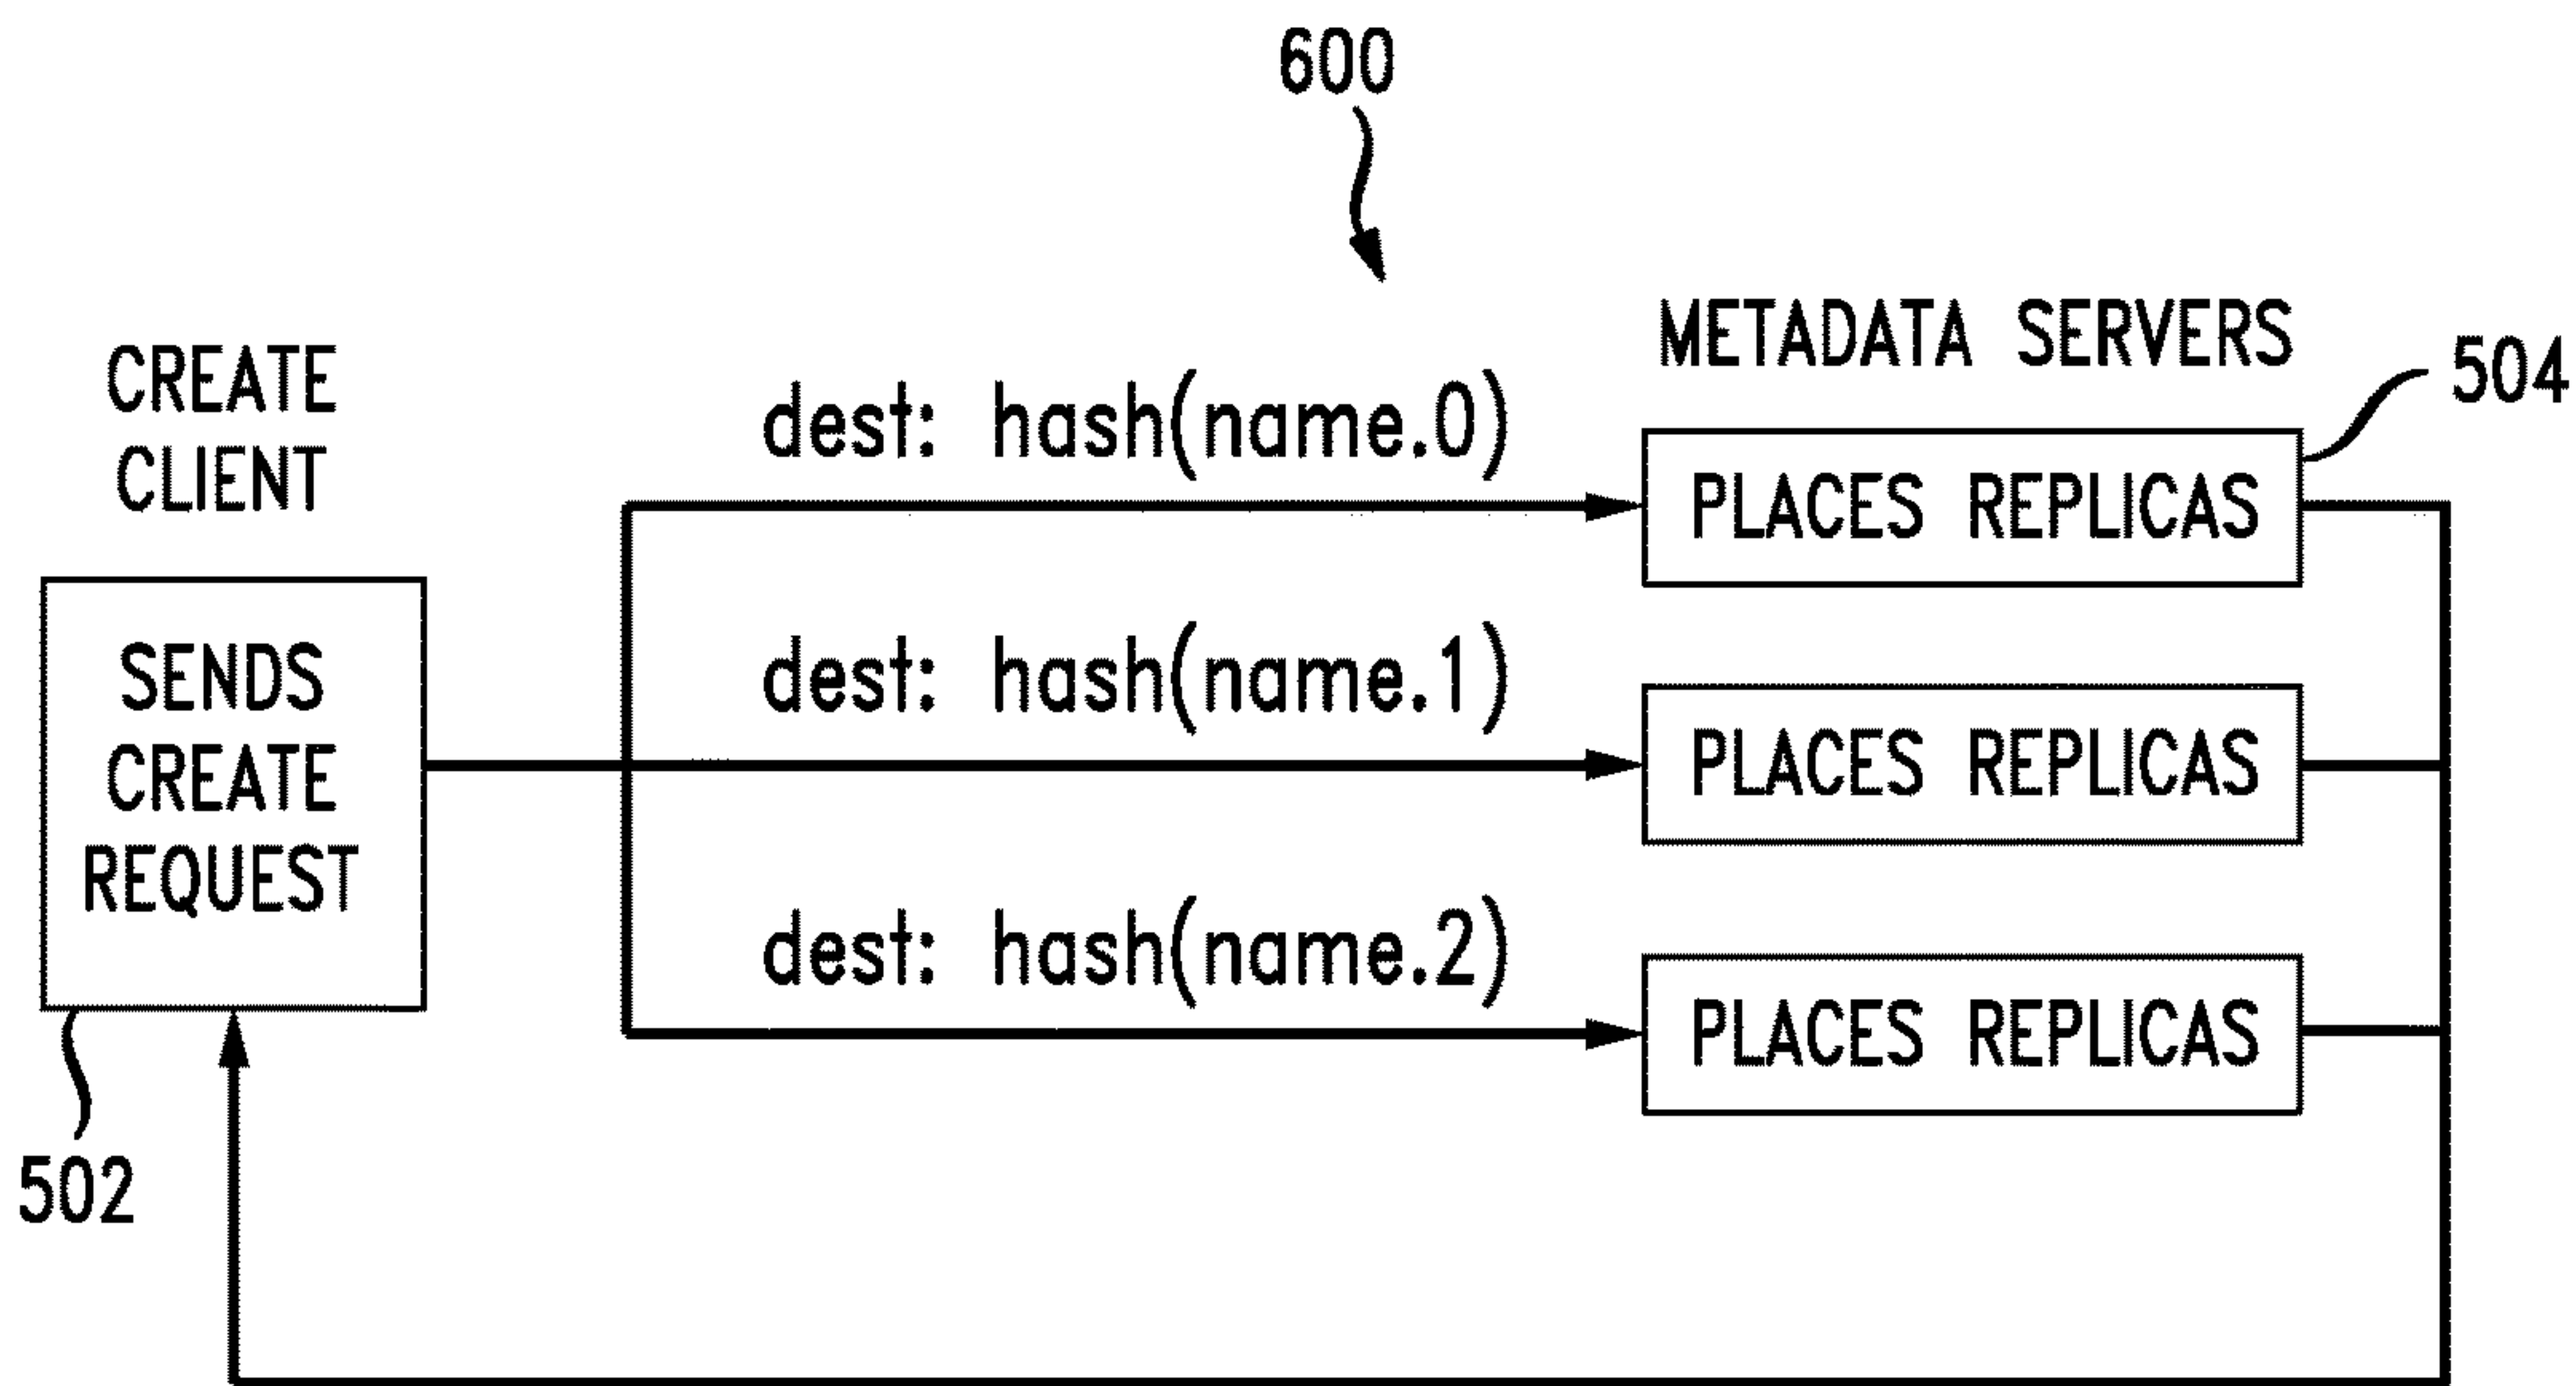 600
CREATE
CLIENT
SENDS
CREATE
REQUEST
502
dest: hash(name.0)
dest: hash(name.1)
dest: hash(name.2)
METADATA SERVERS
504
PLACES REPLICAS
PLACES REPLICAS
PLACES REPLICAS